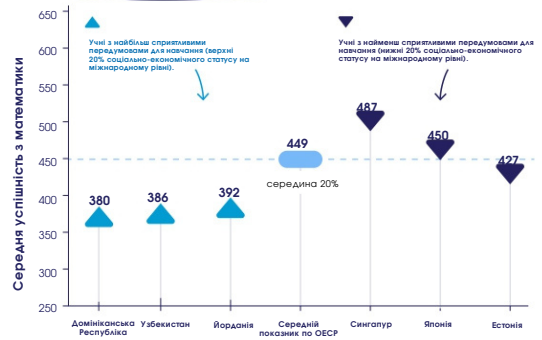 650
600
550
500
450
400
350
300
250
Середня успішність з математики
Учні з найбільш сприятливими
передумовами для навчання (верхні
20% соціально-економічного статусу на
міжнародному рівні).
Учні з найменш сприятливими передумовами для
навчання (нижні 20% соціально-економічного
статусу на міжнародному рівні).
380
386
392
449
середина 20%
487
450
427
Домініканська
Республіка
Узбекистан
Йорданія
Середній
показник по ОЕСР
Сингапур
Японія
Естонія